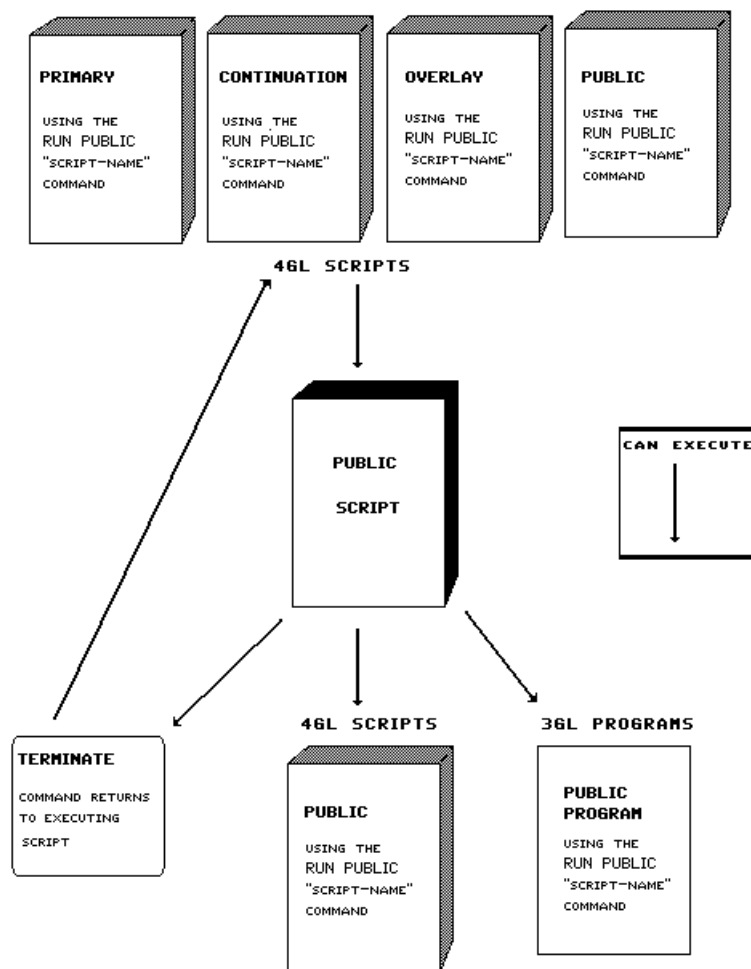 PRIMARY
USING THE
RUN PUBLIC
"SCRIPT-NAME"
COMMAND
CONTINUATION
USING THE
RUN PUBLIC
"SCRIPT-NAME"
COMMAND
OVERLAY
USING THE
RUN PUBLIC
"SCRIPT-NAME"
COMMAND
PUBLIC
USING THE
RUN PUBLIC
"SCRIPT-NAME"
COMMAND
4GL SCRIPTS
PUBLIC
SCRIPT
CAN EXECUTE
TERMINATE
COMMAND RETURNS
TO EXECUTING
SCRIPT
4GL SCRIPTS
PUBLIC
USING THE
RUN PUBLIC
"SCRIPT-NAME"
COMMAND
3GL PROGRAMS
PUBLIC
PROGRAM
USING THE
RUN PUBLIC
"SCRIPT-NAME"
COMMAND